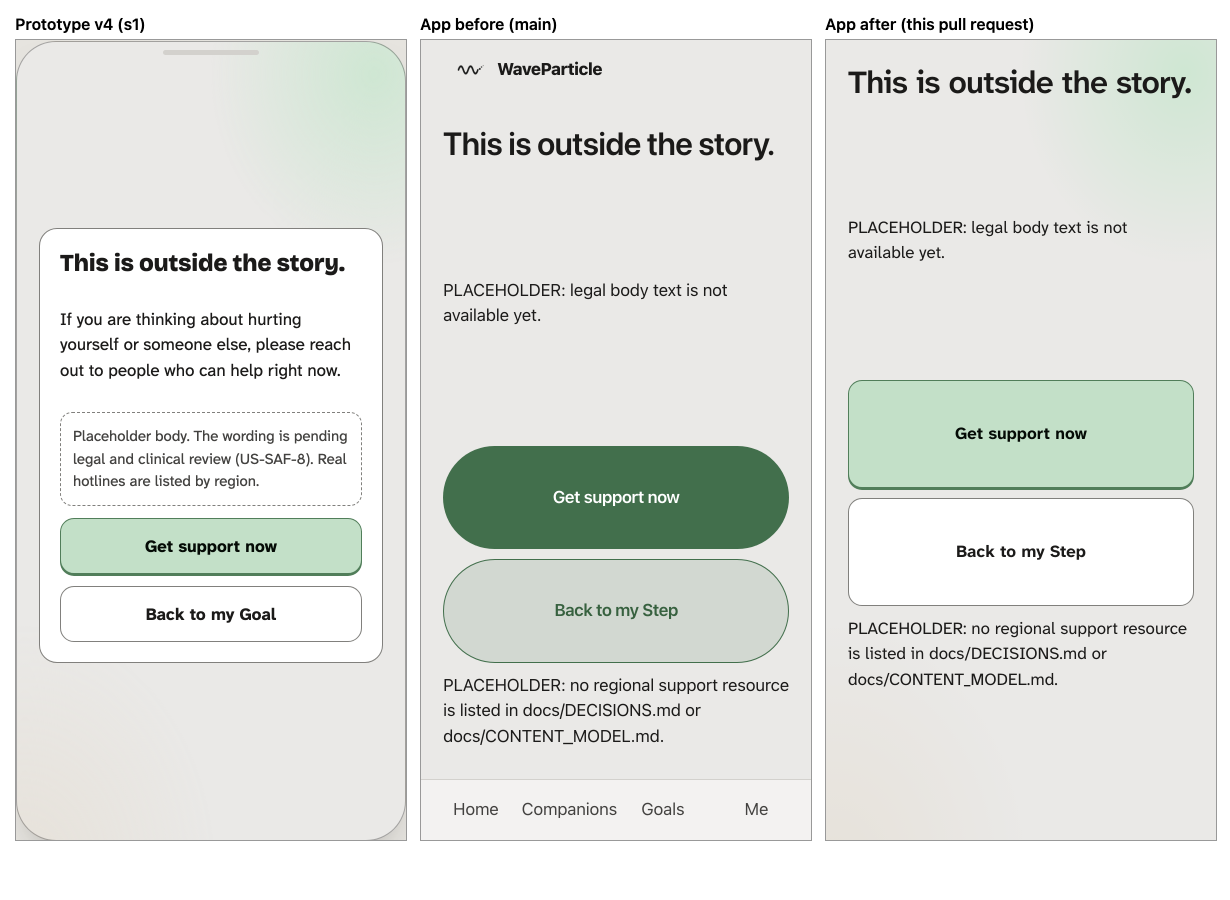 Prototype v4 (s1)
This is outside the story.
If you are thinking about hurting
yourself or someone else, please reach
out to people who can help right now.
Placeholder body. The wording is pending
legal and clinical review (US-SAF-8). Real
hotlines are listed by region.
Get support now
Back to my Goal
App before (main)
WaveParticle
This is outside the story.
PLACEHOLDER: legal body text is not
available yet.
Get support now
Back to my Step
PLACEHOLDER: no regional support resource
is listed in docs/DECISIONS.md or
docs/CONTENT_MODEL.md.
Home Companions Goals Me
App after (this pull request)
This is outside the story.
PLACEHOLDER: legal body text is not
available yet.
Get support now
Back to my Step
PLACEHOLDER: no regional support resource
is listed in docs/DECISIONS.md or
docs/CONTENT_MODEL.md.